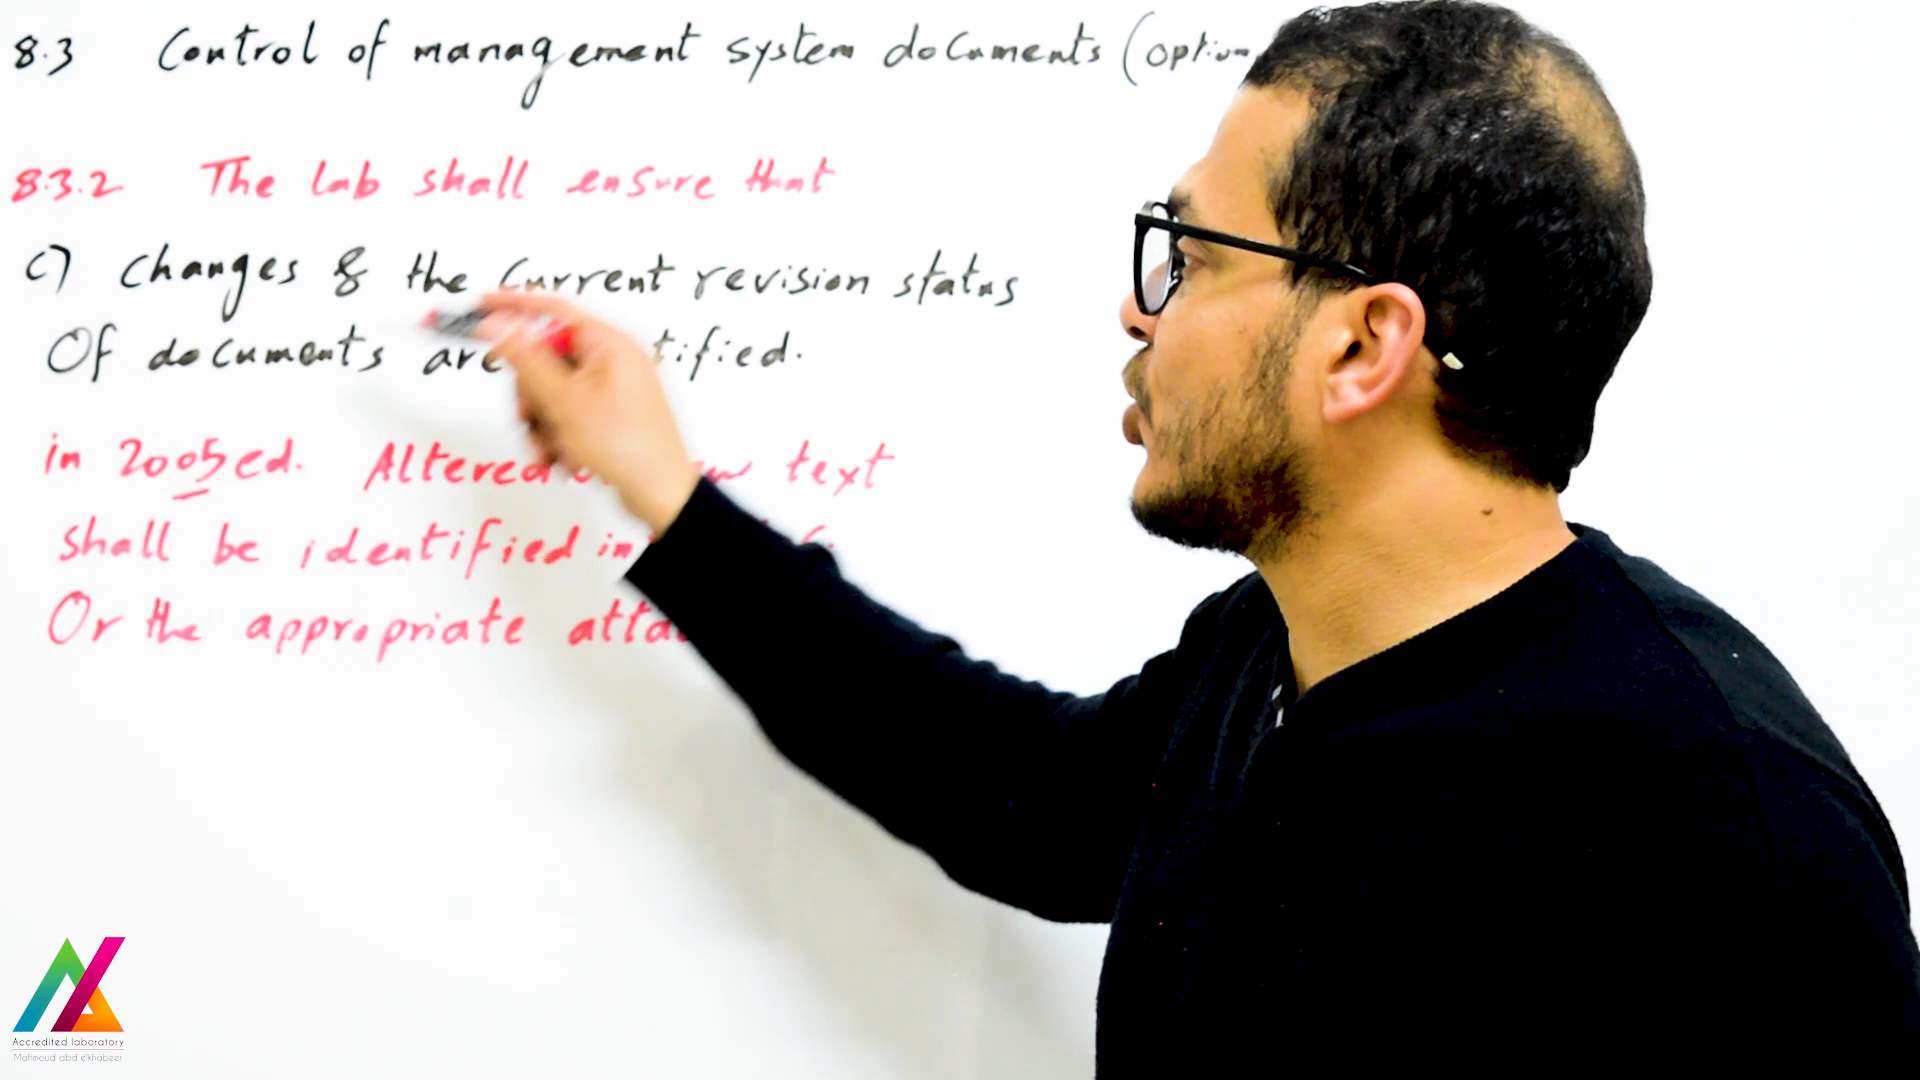 8.3 Control of management system documents (option
8.3.2 The lab shall ensure that
c) Changes & the current revision status
Of documents are tified.
in 2005 ed. Altered text
shall be identified in
Or the appropriate atta
Accredited laboratory
Mahmoud abd elkhabeer